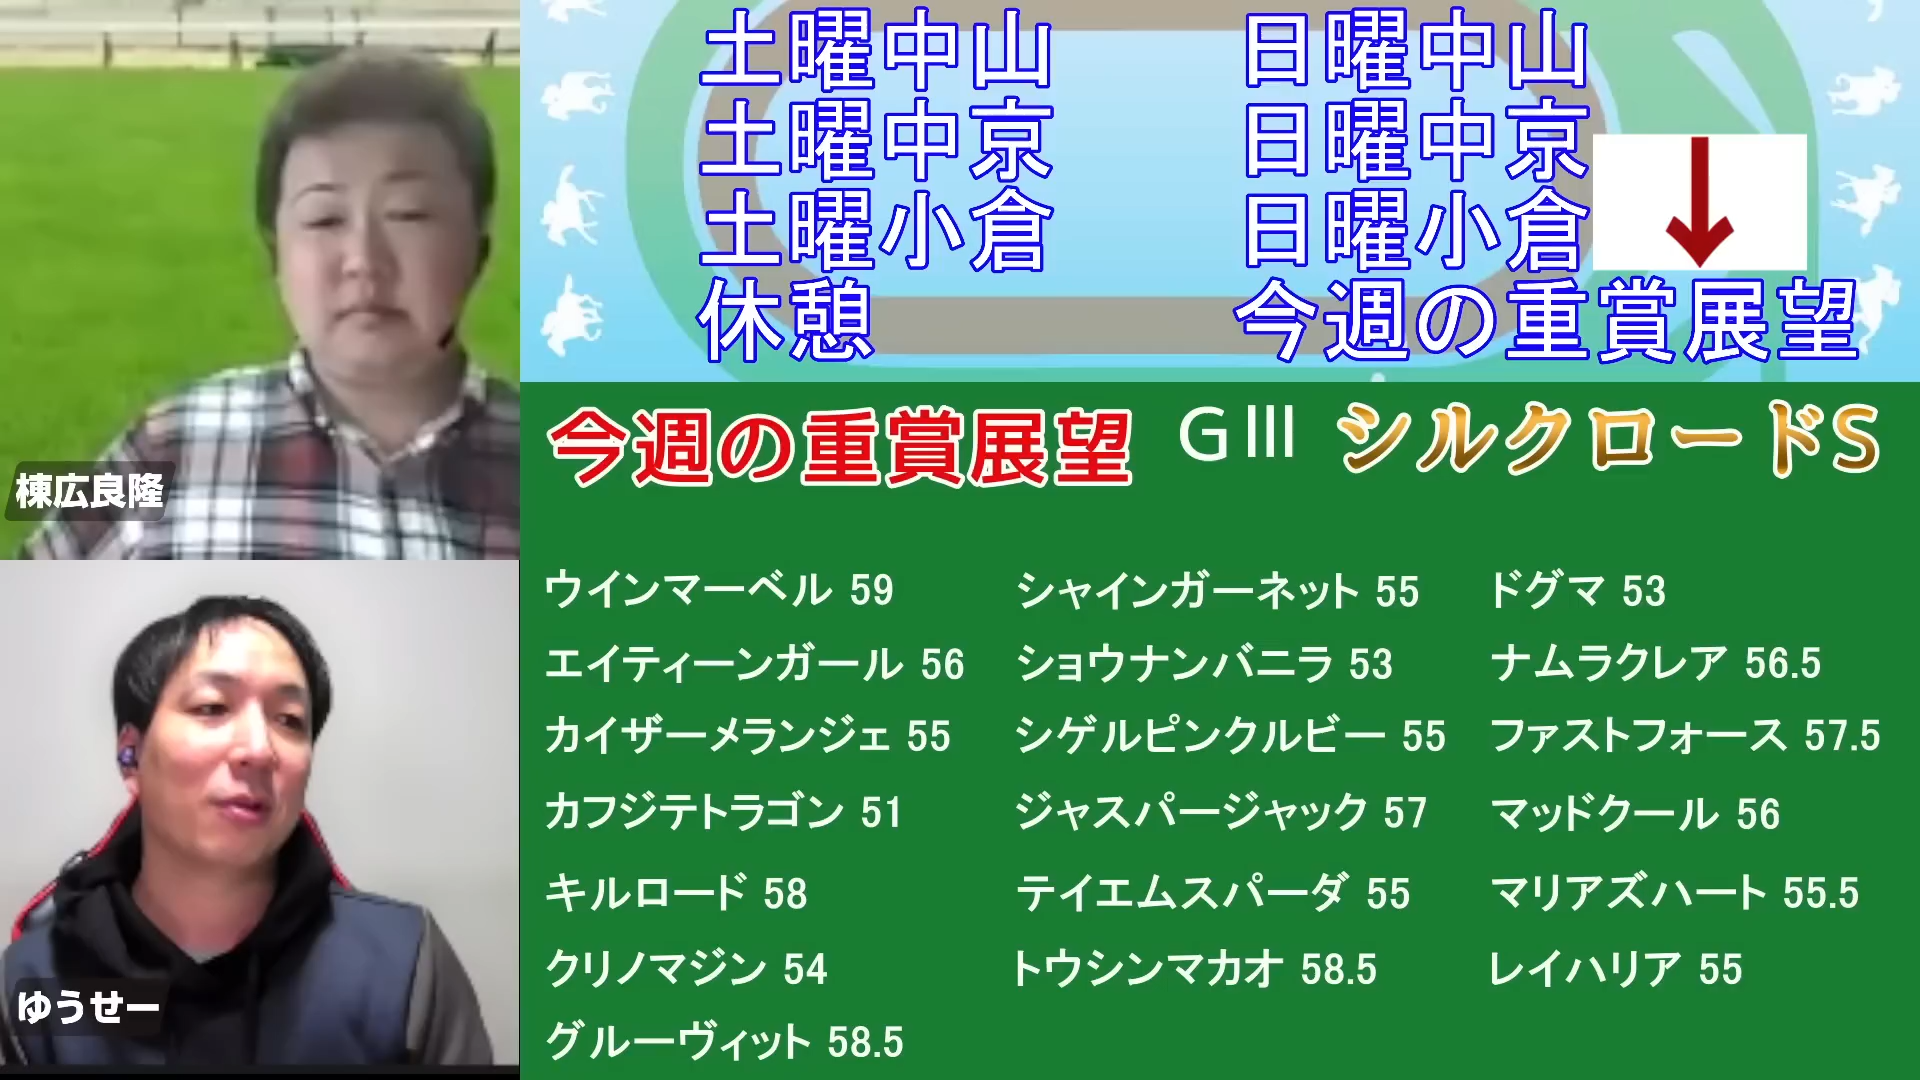 土曜中山
土曜中京
土曜小倉
休憩
日曜中山
日曜中京
日曜小倉
今週の重賞展望
今週の重賞展望 GⅢ シルクロードS
ウインマーベル 59
エイティーンガール 56
カイザーメランジェ 55
カフジテトラゴン 51
キルロード 58
クリノマジン 54
グルーヴィット 58.5
シャインガーネット 55
ショウナンバニラ 53
シゲルピンクルビー 55
ジャスパージャック 57
テイエムスパーダ 55
トウシンマカオ 58.5
ドグマ 53
ナムラクレア 56.5
ファストフォース 57.5
マッドクール 56
マリアズハート 55.5
レイハリア 55
棟広良隆
ゆうせー